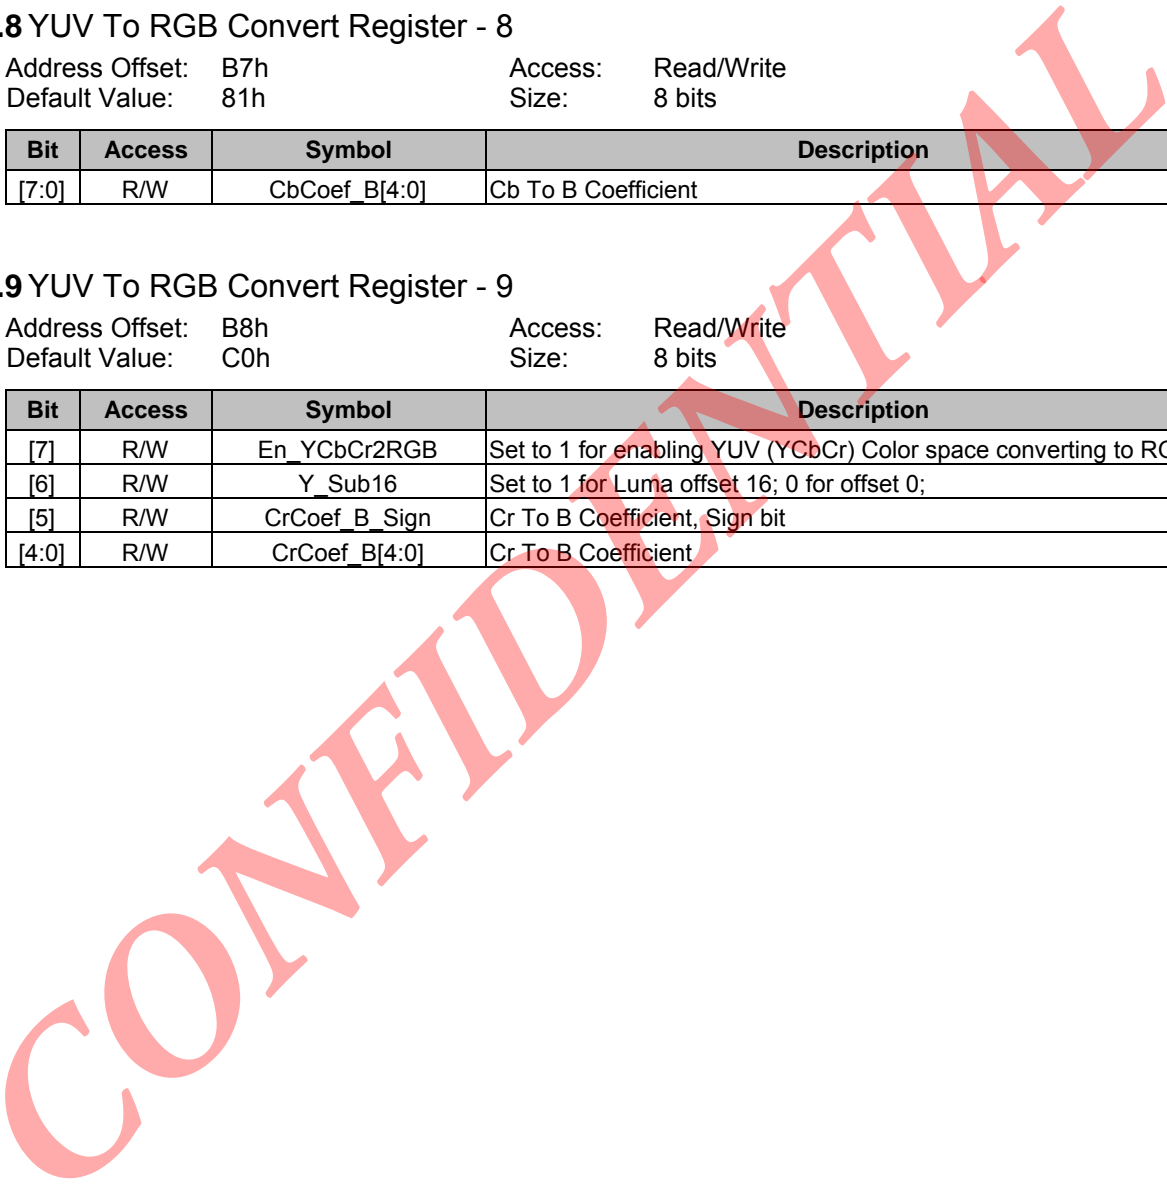 .8 YUV To RGB Convert Register - 8
Address Offset: B7h Access: Read/Write
Default Value: 81h Size: 8 bits
Bit Access Symbol Description
[7:0] R/W CbCoef_B[4:0] Cb To B Coefficient
.9 YUV To RGB Convert Register - 9
Address Offset: B8h Access: Read/Write
Default Value: C0h Size: 8 bits
Bit Access Symbol Description
[7] R/W En_YCbCr2RGB Set to 1 for enabling YUV (YCbCr) Color space converting to
[6] R/W Y_Sub16 Set to 1 for Luma offset 16; 0 for offset 0;
[5] R/W CrCoef_B_Sign Cr To B Coefficient, Sign bit
[4:0] R/W CrCoef_B[4:0] Cr To B Coefficient
CONFIDENTIAL